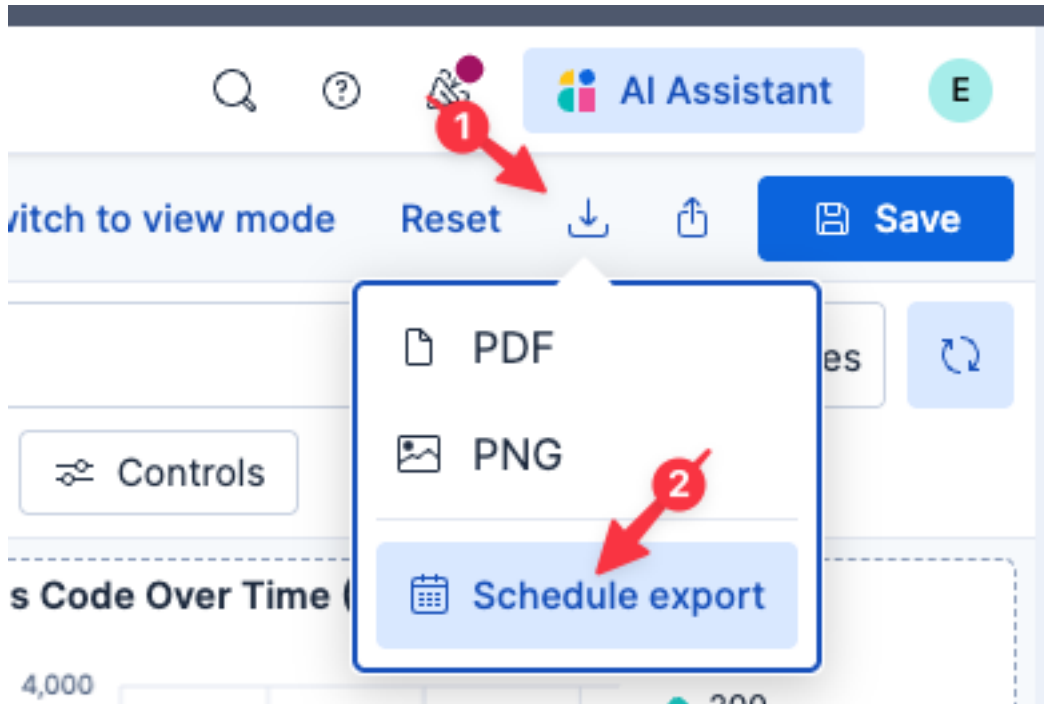 AI Assistant
E
1
vitch to view mode
Reset
Save
PDF
es
PNG
Controls
2
s Code Over Time (
Schedule export
4,000
200